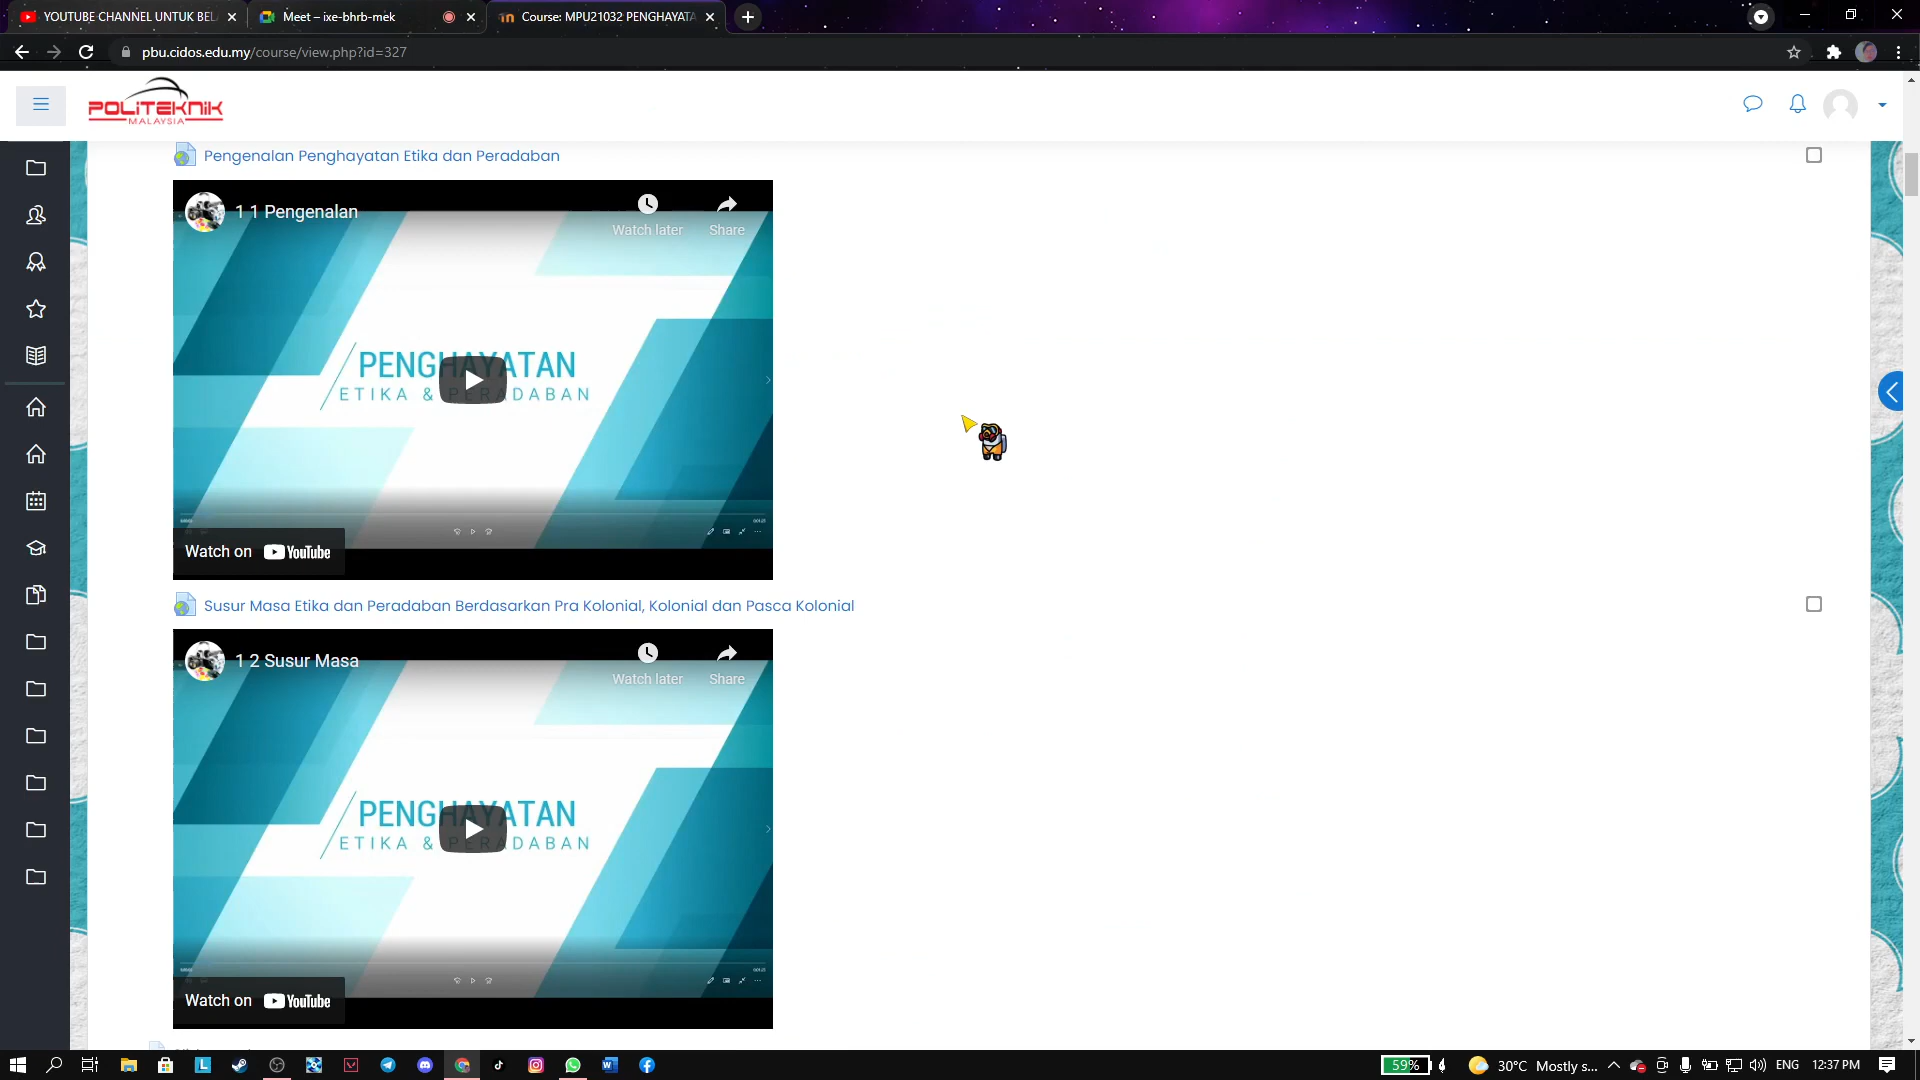 YOUTUBE CHANNEL UNTUK BEL
Meet – ixe-bhrb-mek
Course: MPU21032 PENGHAYATA
pbu.cidos.edu.my/course/view.php?id=327
POLITEKNIK
MALAYSIA
Pengenalan Penghayatan Etika dan Peradaban
1 1 Pengenalan
Watch later
Share
PENGHAYATAN
ETIKA & PERADABAN
Watch on YouTube
Susur Masa Etika dan Peradaban Berdasarkan Pra Kolonial, Kolonial dan Pasca Kolonial
1 2 Susur Masa
Watch later
Share
PENGHAYATAN
ETIKA & PERADABAN
Watch on YouTube
59%
30°C Mostly s...
ENG
12:37 PM